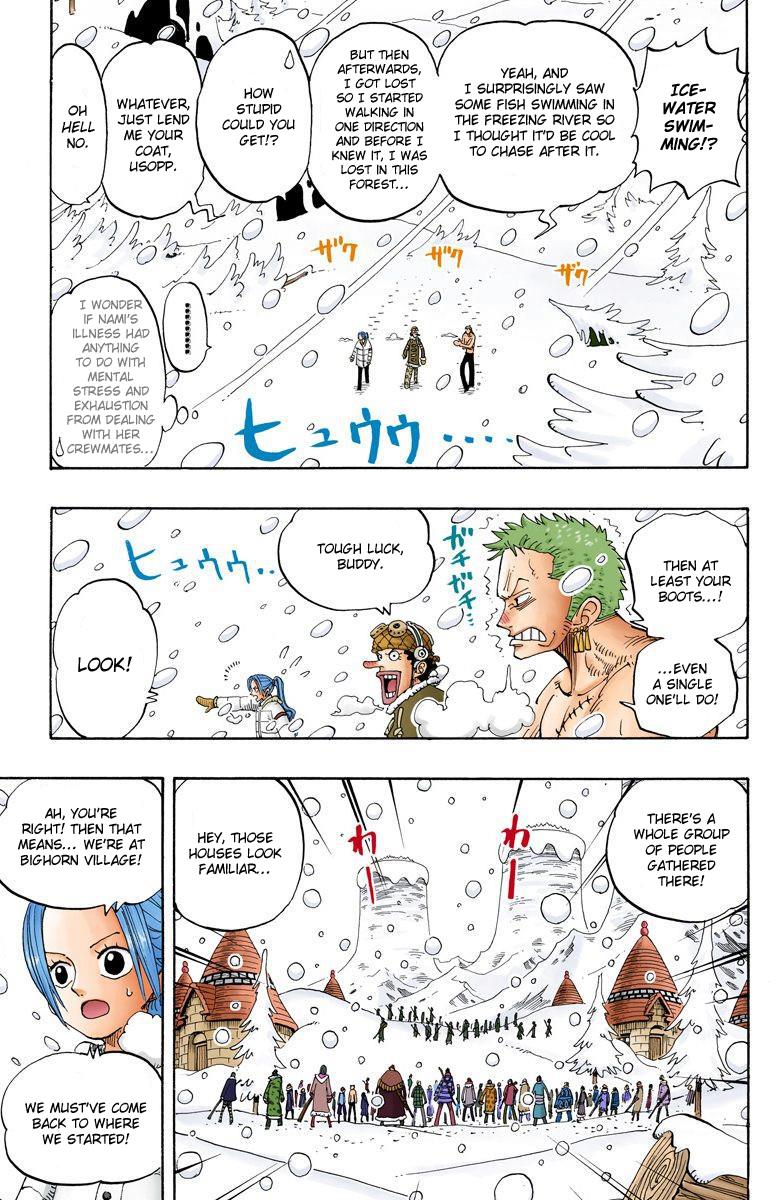 ICE-
WATER
SWIM-
MING!?
YEAH, AND
I SURPRISINGLY SAW
SOME FISH SWIMMING IN
THE FREEZING RIVER SO
I THOUGHT IT'D BE COOL
TO CHASE AFTER IT.
BUT THEN
AFTERWARDS,
I GOT LOST
SO I STARTED
WALKING IN
ONE DIRECTION
AND BEFORE I
KNEW IT, I WAS
LOST IN THIS
FOREST...
HOW
STUPID
COULD YOU
GET!?
WHATEVER,
JUST LEND
ME YOUR
COAT,
USOPP.
OH
HELL
NO.
ザク
ザク
ザク
I WONDER
IF NAMI'S
ILLNESS HAD
ANYTHING
TO DO WITH
MENTAL
STRESS AND
EXHAUSTION
FROM DEALING
WITH HER
CREWMATES...
ヒュウウ....
THEN AT
LEAST YOUR
BOOTS...!
...EVEN
A SINGLE
ONE'LL DO!
ガチガチ...
TOUGH LUCK,
BUDDY.
ヒュウウ..
LOOK!
THERE'S A
WHOLE GROUP
OF PEOPLE
GATHERED
THERE!
わー
わー
HEY, THOSE
HOUSES LOOK
FAMILIAR...
AH, YOU'RE
RIGHT! THEN THAT
MEANS... WE'RE AT
BIGHORN VILLAGE!
WE MUST'VE COME
BACK TO WHERE
WE STARTED!